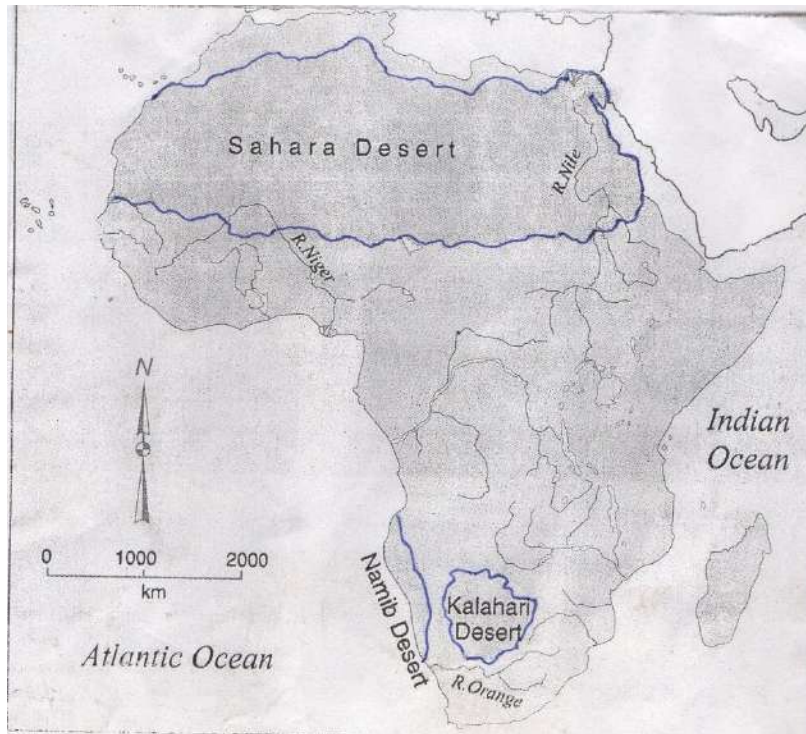 Sahara Desert
R.Nile
R.Niger
N
Indian
Ocean
0 1000 2000
km
Namib Desert
Kalahari
Desert
Atlantic Ocean
R.Orange